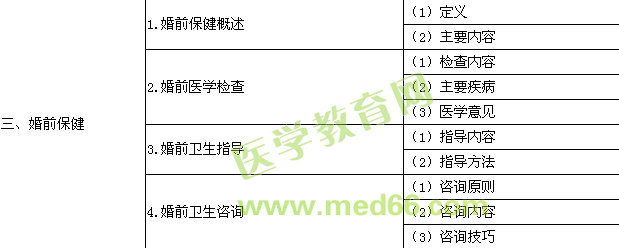 三、婚前保健
1.婚前保健概述
（1）定义
（2）主要内容
2.婚前医学检查
（1）检查内容
（2）主要疾病
（3）医学意见
3.婚前卫生指导
（1）指导内容
（2）指导方法
4.婚前卫生咨询
（1）咨询原则
（2）咨询内容
（3）咨询技巧
医学教育网
www.med66.com